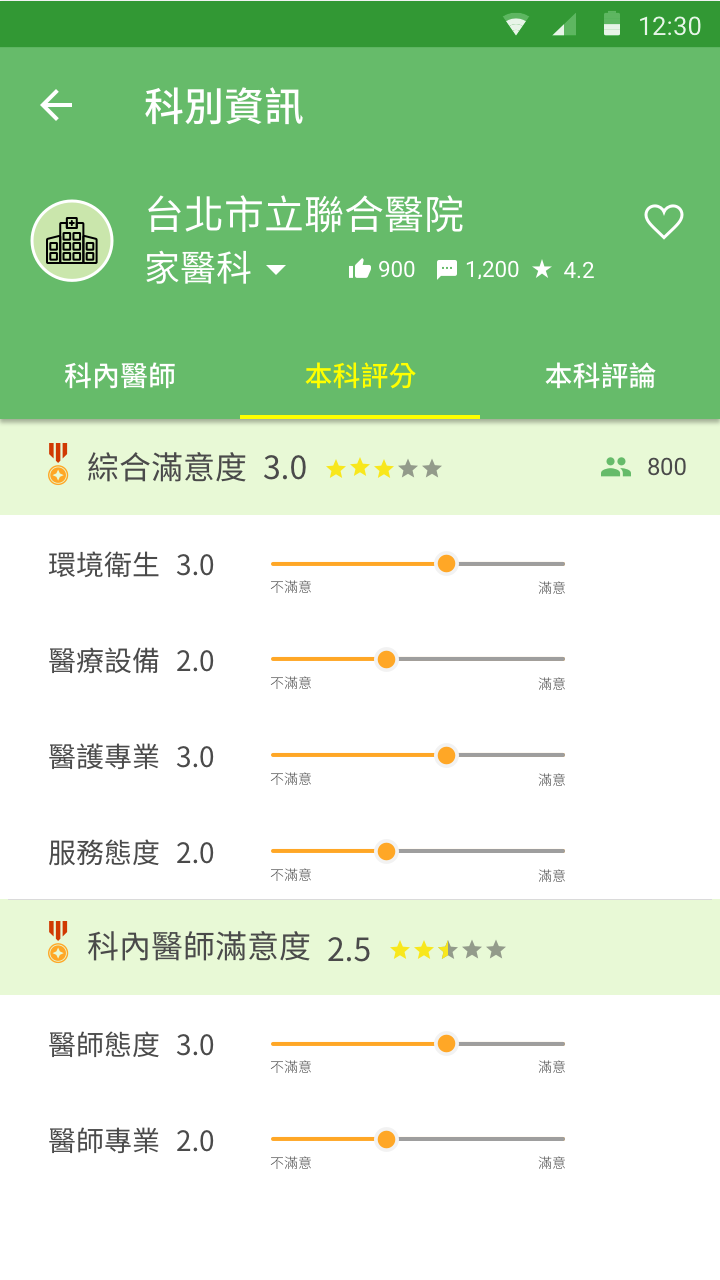 12:30
科別資訊
台北市立聯合醫院
家醫科 900 1,200 4.2
科內醫師 本科評分 本科評論
綜合滿意度 3.0 800
環境衛生 3.0
不滿意 滿意
醫療設備 2.0
不滿意 滿意
醫護專業 3.0
不滿意 滿意
服務態度 2.0
不滿意 滿意
科內醫師滿意度 2.5
醫師態度 3.0
不滿意 滿意
醫師專業 2.0
不滿意 滿意